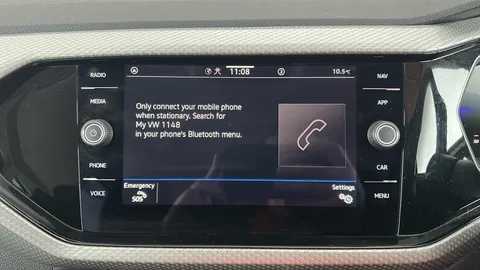 RADIO
MEDIA
PHONE
VOICE
11:08
10.5°C
Only connect your mobile phone
when stationary. Search for
My VW 1148
in your phone's Bluetooth menu.
Emergency
SOS
Settings
NAV
APP
CAR
MENU